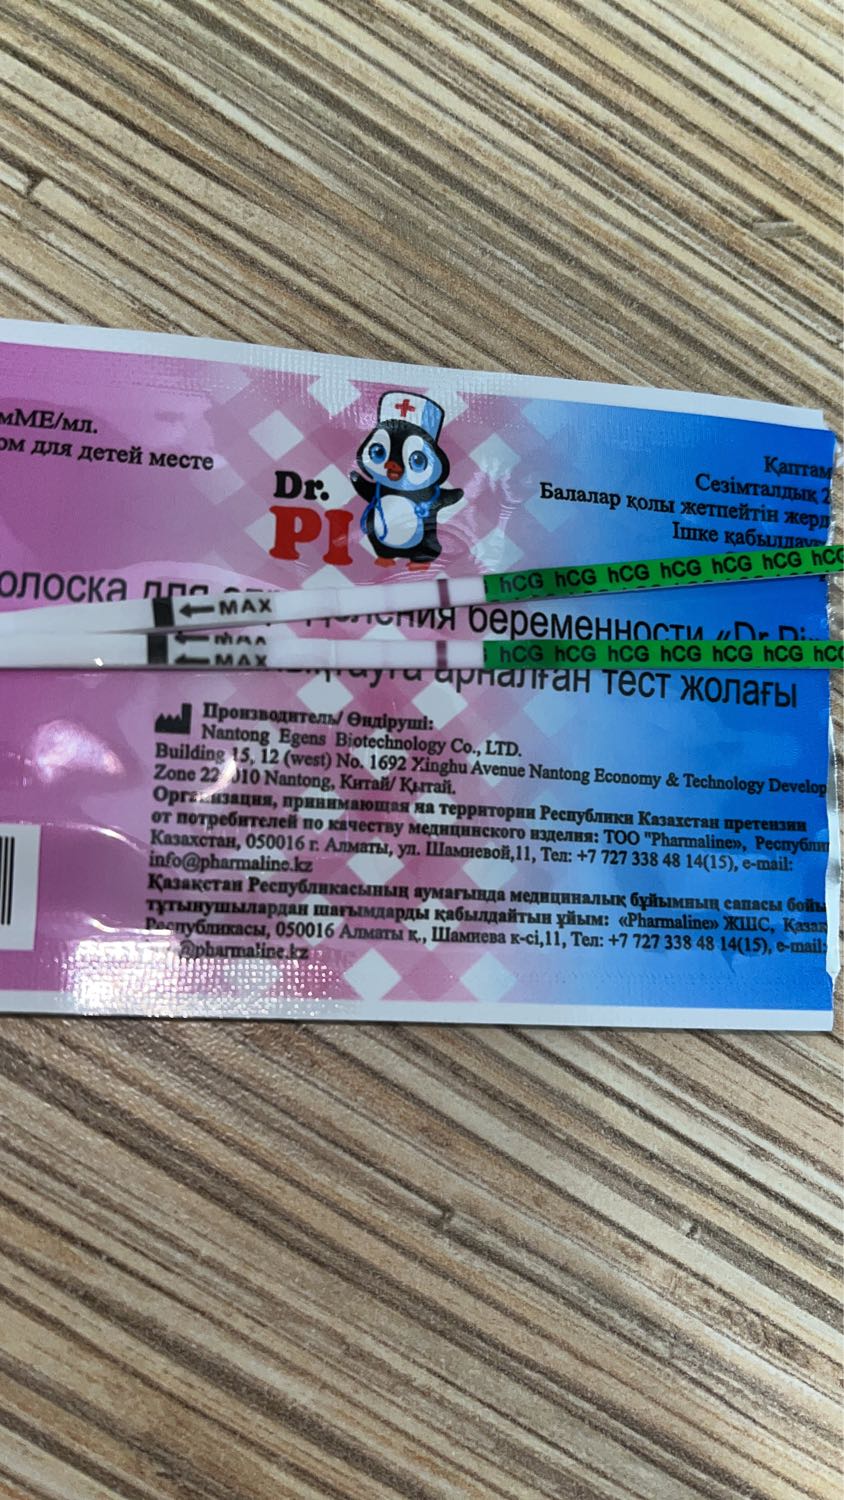 мМЕ/мл.
ом для детей месте
Dr.
PI
Қаптам
Сезімталдық 2
Балалар қолы жетпейтін жерд
Ішке қабылдау
hCG hCG hCG hCG hCG hCG hCG
MAX
олоска для
ния беременности «Dr.Pi»
hCG hCG hCG hCG hCG hCG hCG
MAX
MAX
арналған тест жолағы
Производитель/ Өндіруші:
Nantong Egens Biotechnology Co., LTD.
Building 15, 12 (west) No. 1692 Xinghu Avenue Nantong Economy & Technology Develop
Zone 22 010 Nantong, Китай/ Қытай.
Организация, принимающая на территории Республики Казахстан претензии
от потребителей по качеству медицинского изделия: ТОО "Pharmaline», Республи
Казахстан, 050016 г. Алматы, ул. Шамиевой,11, Тел: +7 727 338 48 14(15), e-mail:
info@pharmaline.kz
Қазақстан Республикасының аумағында медициналық бұйымның сапасы бойы
тұтынушылардан шағымдарды қабылдайтын ұйым: «Pharmaline» ЖШС, Қазақ
Республикасы, 050016 Алматы қ., Шамиева к-сі,11, Тел: +7 727 338 48 14(15), e-mail:
@pharmaline.kz